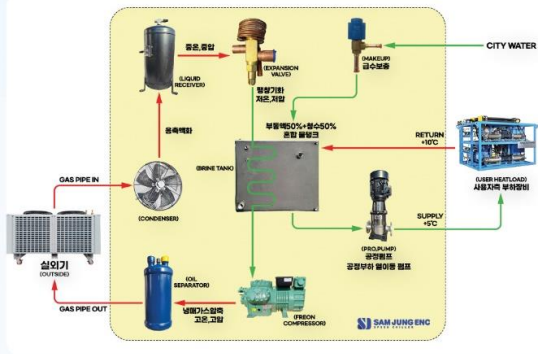 중온,중압
(LIQUID
RECEIVER)
(EXPANSION
VALVE)
팽창기화
저온,저압
(MAKEUP)
급수보충
CITY WATER
응축액화
부동액50%+청수50%
혼합 물탱크
(BIRINE TANK)
RETURN
+10℃
(USER HEATLOAD)
사용자측 부하장비
GAS PIPE IN
(CONDENSER)
SUPPLY
+5℃
(PRO.PUMP)
공정펌프
공정부하 열이동 펌프
실외기
(OUTSIDE)
GAS PIPE OUT
(OIL
SEPARATOR)
냉매가스압축
고온,고압
(FREON
COMPRESSOR)
SAM JUNG ENC
SPEED CHILLER